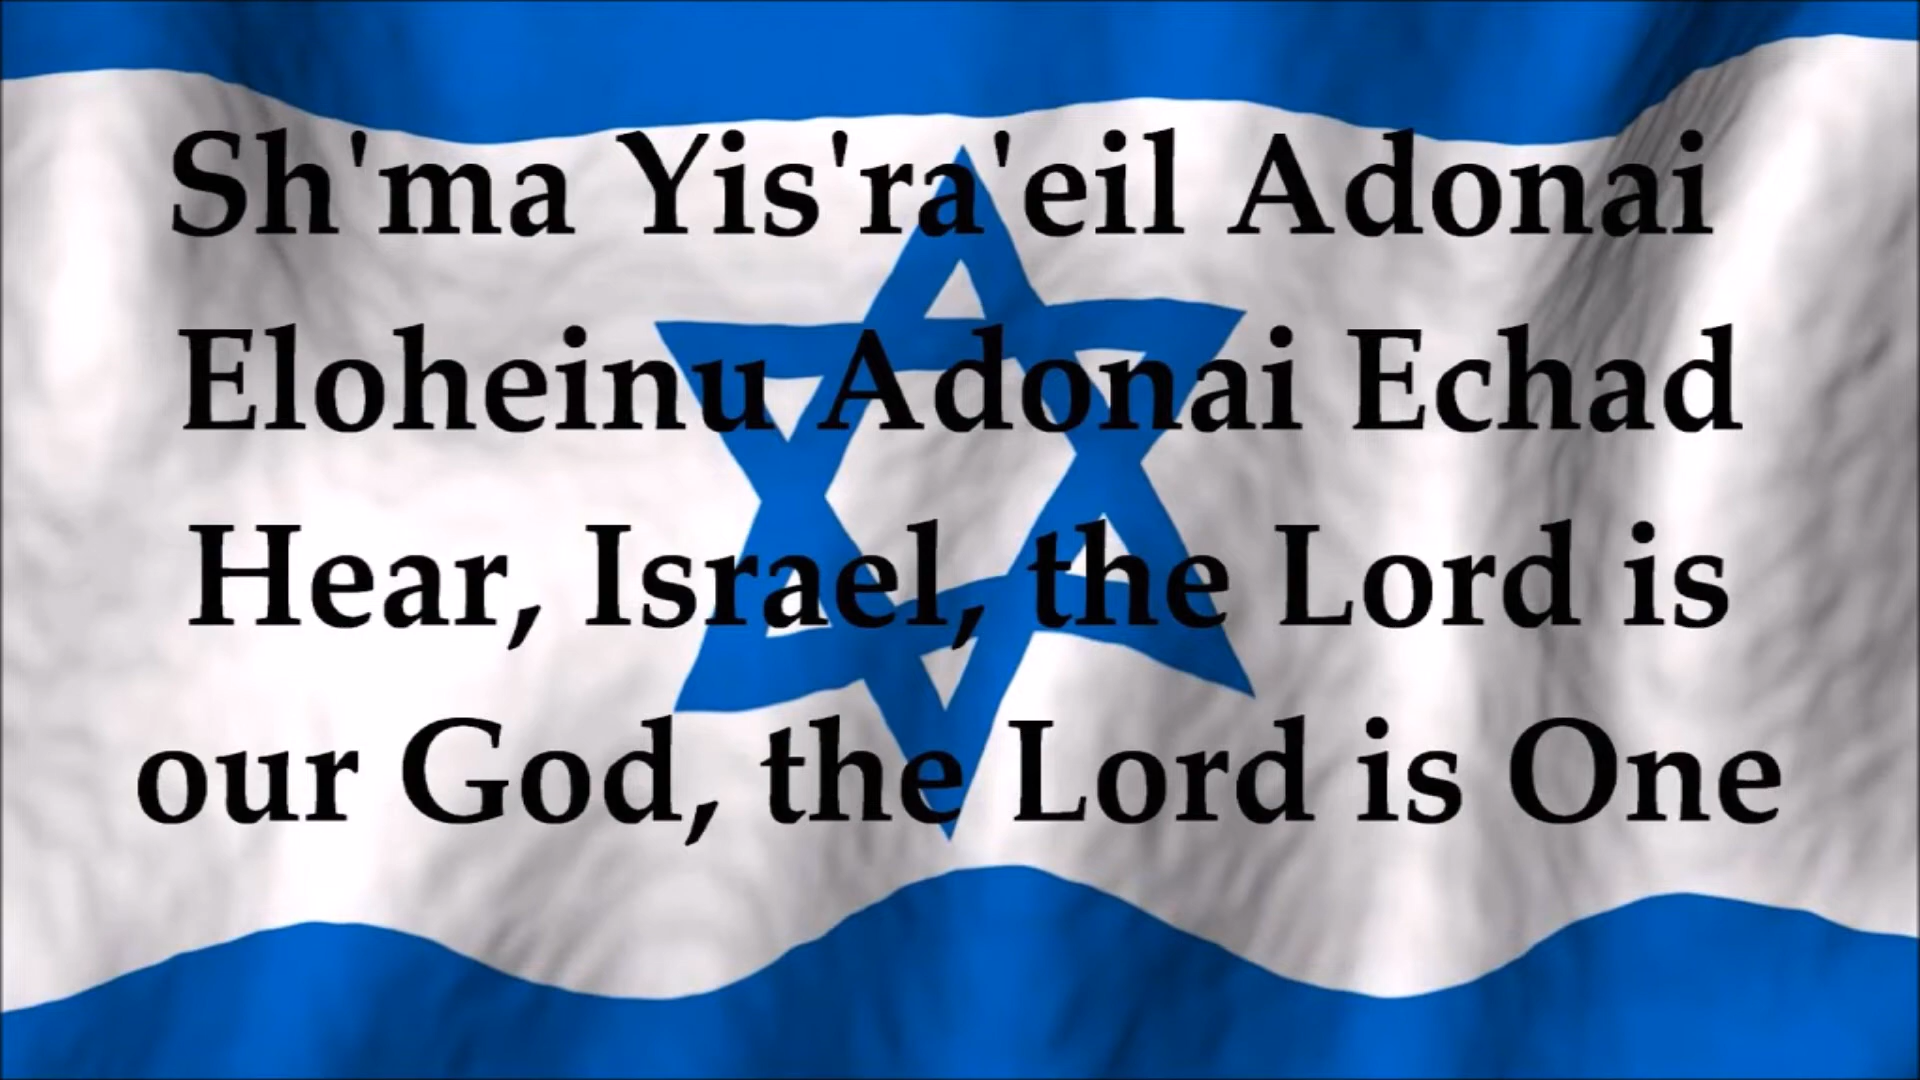 Sh'ma Yis'ra'eil Adonai
Eloheinu Adonai Echad
Hear, Israel, the Lord is
our God, the Lord is One